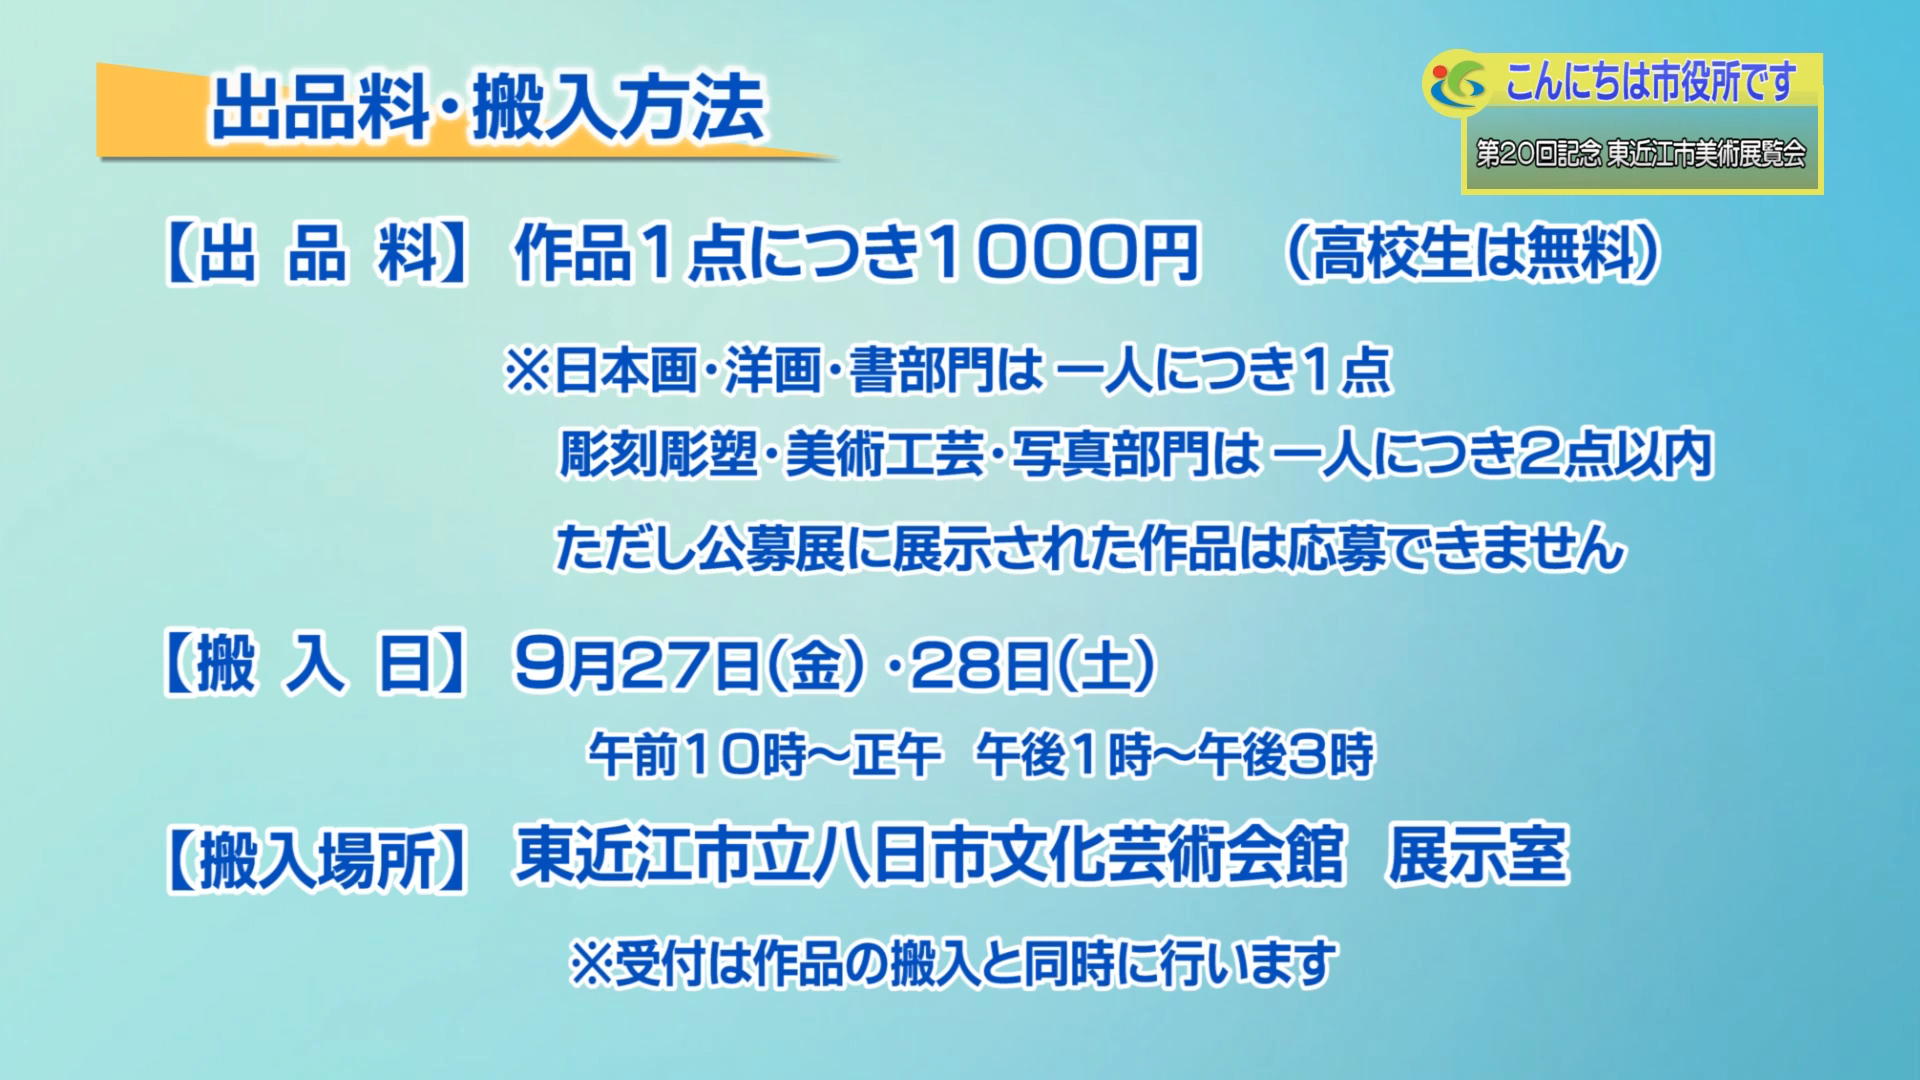 出品料・搬入方法
こんにちは市役所です
第20回記念 東近江市美術展覧会
【出品料】 作品1点につき1000円 （高校生は無料）
※日本画・洋画・書部門は 一人につき1点
彫刻彫塑・美術工芸・写真部門は 一人につき2点以内
ただし公募展に展示された作品は応募できません
【搬入日】 9月27日（金）・28日（土）
午前10時～正午 午後1時～午後3時
【搬入場所】 東近江市立八日市文化芸術会館 展示室
※受付は作品の搬入と同時に行います